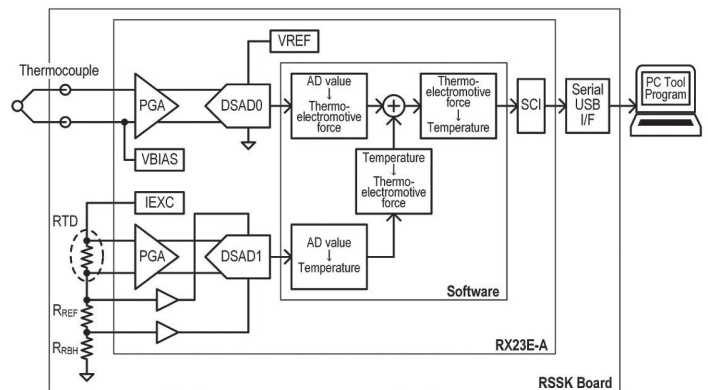 VREF
Thermocouple
PGA
DSAD0
AD value
↓
Thermo-
electromotive
force
+
Thermo-
electromotive
force
↓
Temperature
SCI
Serial
USB
I/F
PC Tool
Program
VBIAS
Temperature
↓
Thermo-
electromotive
force
IEXC
RTD
PGA
DSAD1
AD value
↓
Temperature
RREF
RRBH
Software
RX23E-A
RSSK Board